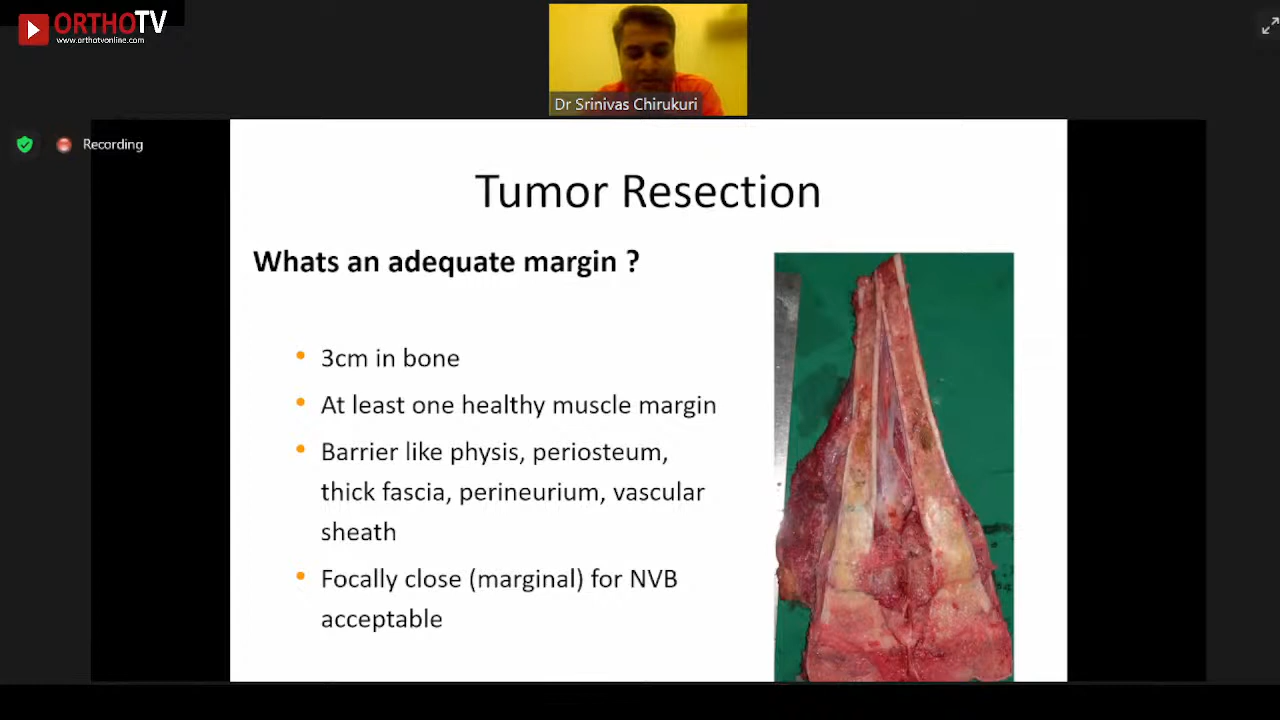 ORTHOTV
www.orthotvonline.com
Dr Srinivas Chirukuri
Recording
Tumor Resection
Whats an adequate margin ?
• 3cm in bone
• At least one healthy muscle margin
• Barrier like physis, periosteum,
thick fascia, perineurium, vascular
sheath
• Focally close (marginal) for NVB
acceptable